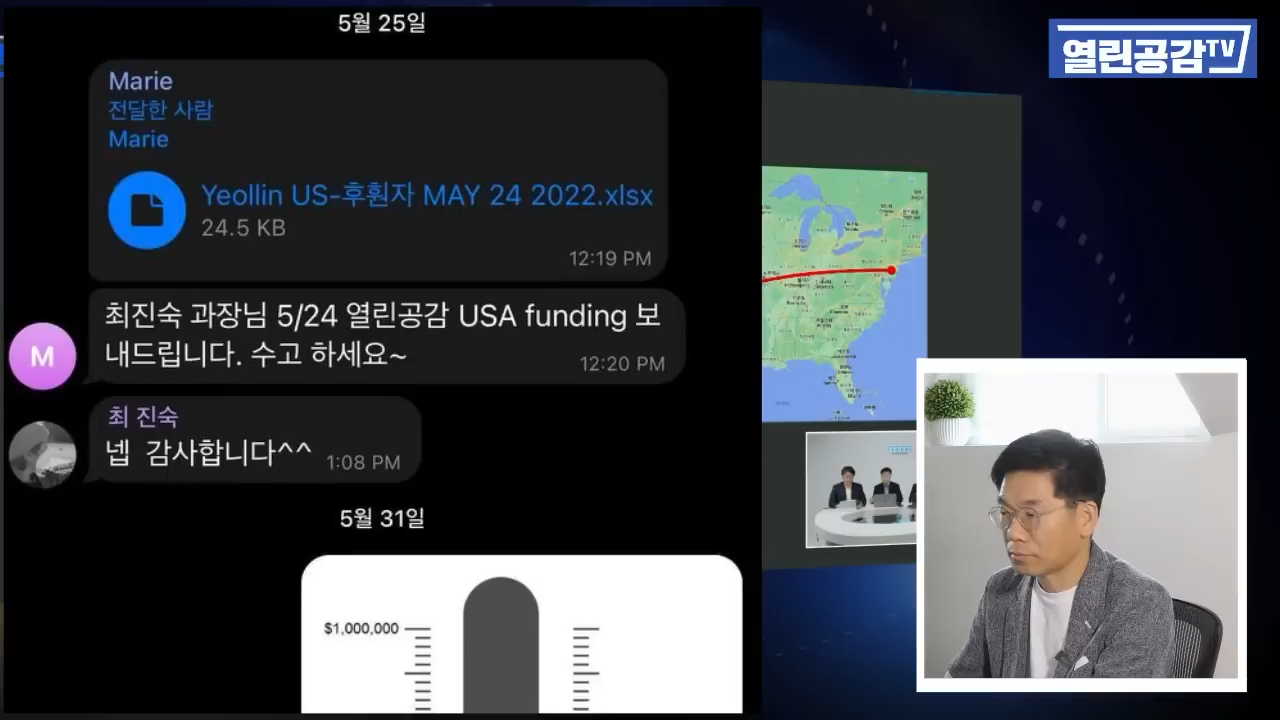 5월 25일
Marie
전달한 사람
Marie
Yeollin US-후훤자 MAY 24 2022.xlsx
24.5 KB
12:19 PM
최진숙 과장님 5/24 열린공감 USA funding 보
내드립니다. 수고 하세요~
12:20 PM
M
최 진숙
넵 감사합니다^^
1:08 PM
5월 31일
$1,000,000
열린공감TV